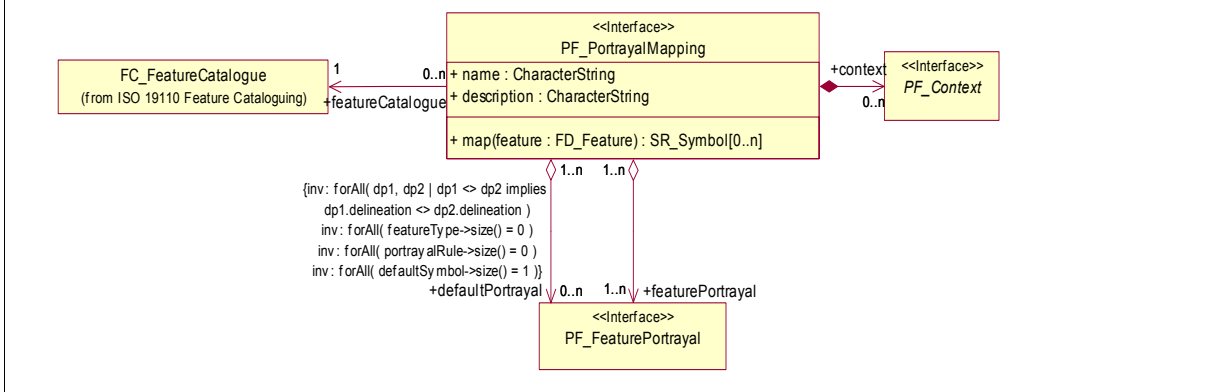 <<Interface>>
PF_PortrayalMapping
+ name : CharacterString
+ description : CharacterString
+ map(feature : FD_Feature) : SR_Symbol[0..n]
FC_FeatureCatalogue
(from ISO 19110 Feature Cataloguing)
1
0..n
+featureCatalogue
+context
0..n
<<Interface>>
PF_Context
1..n
1..n
{inv: forAll( dp1, dp2 | dp1 <> dp2 implies
dp1.delineation <> dp2.delineation )
inv: forAll( featureType->size() = 0 )
inv: forAll( portrayalRule->size() = 0 )
inv: forAll( defaultSymbol->size() = 1 )}
+defaultPortrayal
0..n
1..n
+featurePortrayal
<<Interface>>
PF_FeaturePortrayal